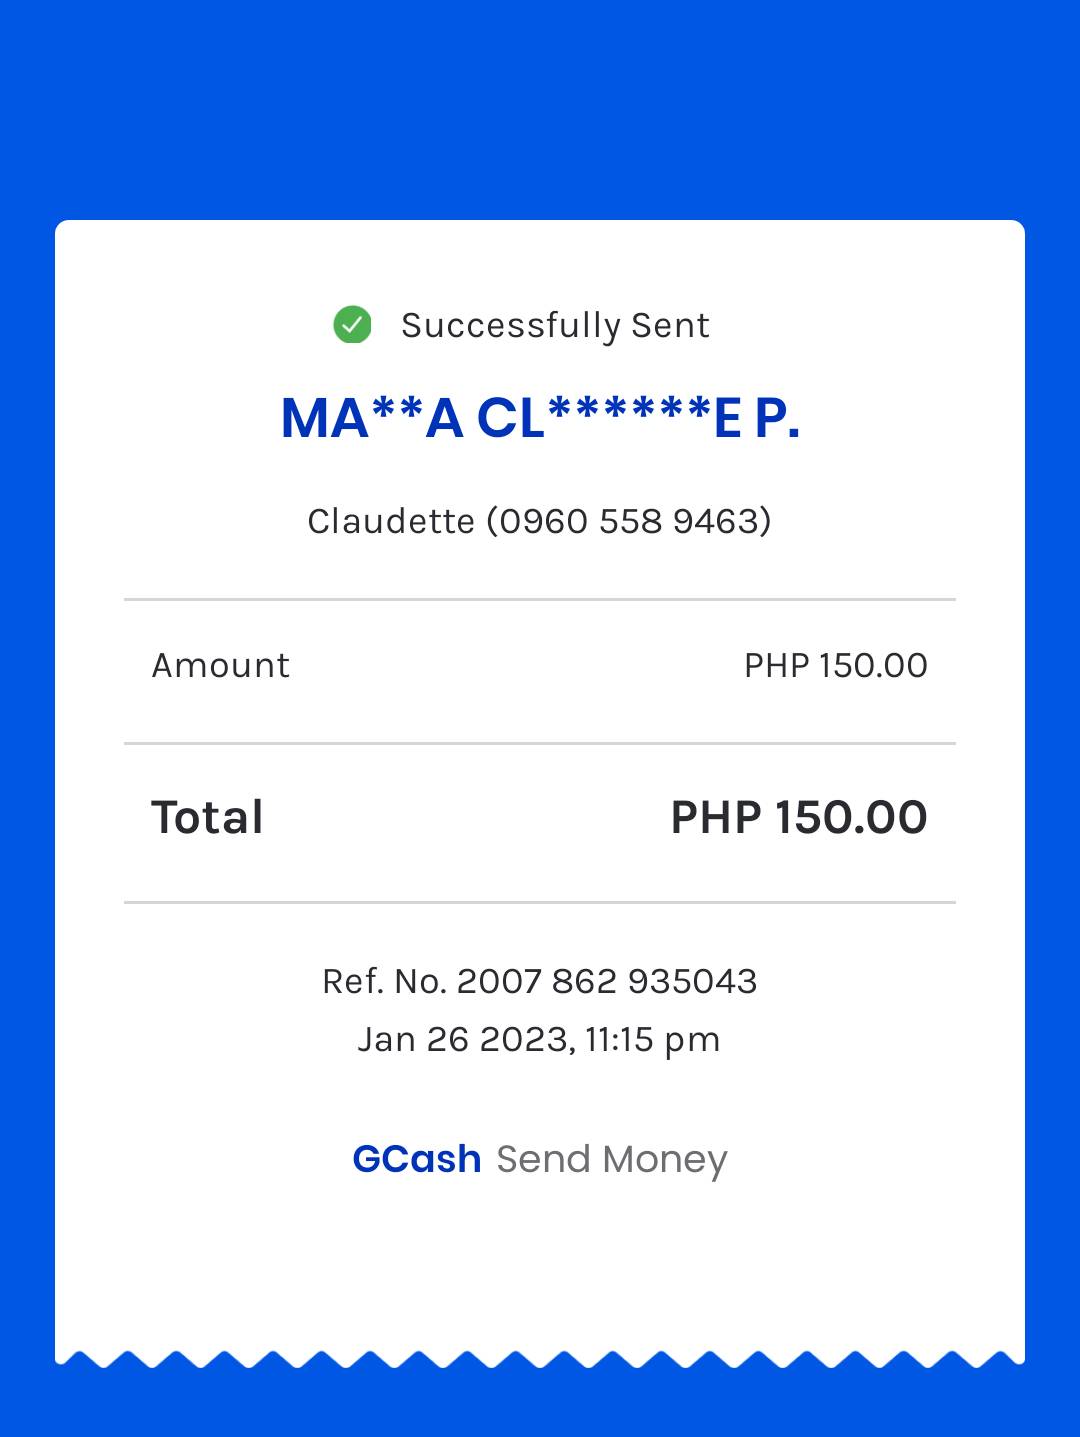 Successfully Sent
MA**A CL******E P.
Claudette (0960 558 9463)
Amount PHP 150.00
Total PHP 150.00
Ref. No. 2007 862 935043
Jan 26 2023, 11:15 pm
GCash Send Money